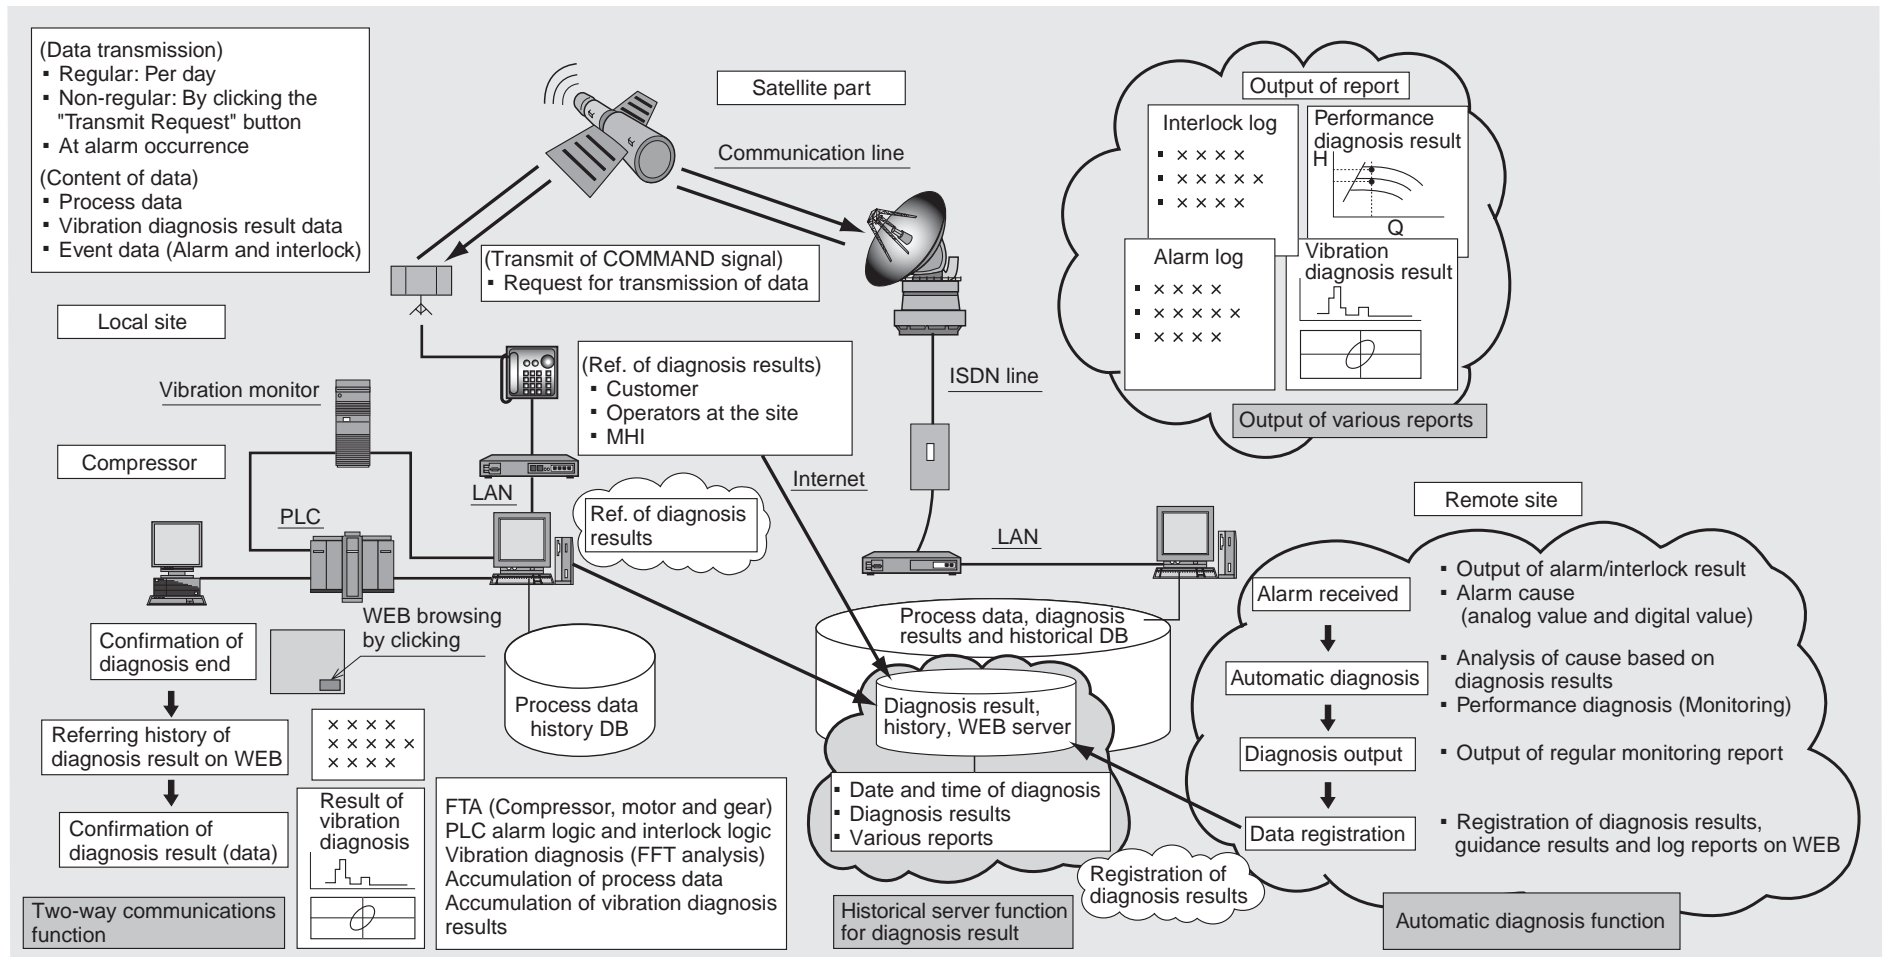 (Data transmission)
▪ Regular: Per day
▪ Non-regular: By clicking the
"Transmit Request" button
▪ At alarm occurrence
(Content of data)
▪ Process data
▪ Vibration diagnosis result data
▪ Event data (Alarm and interlock)
Satellite part
Communication line
(Transmit of COMMAND signal)
▪ Request for transmission of data
Local site
Vibration monitor
Compressor
PLC
LAN
(Ref. of diagnosis results)
▪ Customer
▪ Operators at the site
▪ MHI
Ref. of diagnosis
results
Internet
ISDN line
LAN
Output of report
Interlock log
▪ × × × ×
▪ × × × × ×
▪ × × × ×
Performance
diagnosis result
H
Q
Alarm log
▪ × × × ×
▪ × × × × ×
▪ × × × ×
Vibration
diagnosis result
Output of various reports
Remote site
WEB browsing
by clicking
Confirmation of
diagnosis end
Referring history of
diagnosis result on WEB
Confirmation of
diagnosis result (data)
× × × ×
× × × × ×
× × × ×
Result of
vibration
diagnosis
Two-way communications
function
Process data
history DB
FTA (Compressor, motor and gear)
PLC alarm logic and interlock logic
Vibration diagnosis (FFT analysis)
Accumulation of process data
Accumulation of vibration diagnosis
results
Process data, diagnosis
results and historical DB
Diagnosis result,
history, WEB server
▪ Date and time of diagnosis
▪ Diagnosis results
▪ Various reports
Historical server function
for diagnosis result
Registration of
diagnosis results
Alarm received
▪ Output of alarm/interlock result
▪ Alarm cause
(analog value and digital value)
Automatic diagnosis
▪ Analysis of cause based on
diagnosis results
▪ Performance diagnosis (Monitoring)
Diagnosis output
▪ Output of regular monitoring report
Data registration
▪ Registration of diagnosis results,
guidance results and log reports on WEB
Automatic diagnosis function